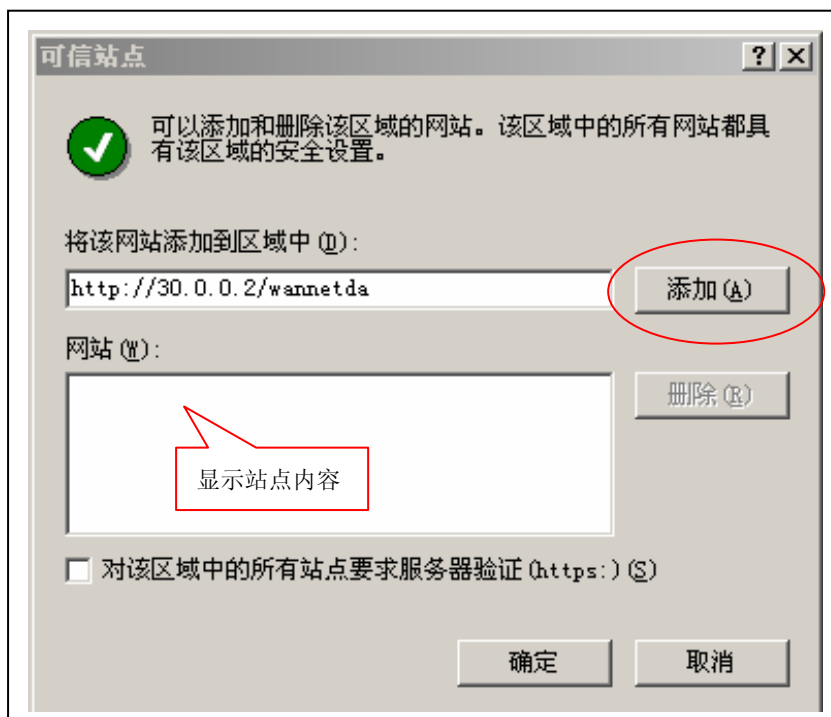 可信站点
可以添加和删除该区域的网站。该区域中的所有网站都具
有该区域的安全设置。
将该网站添加到区域中(D):
http://30.0.0.2/wannetda
添加(A)
网站(W):
删除(R)
显示站点内容
对该区域中的所有站点要求服务器验证(https:)(S)
确定
取消